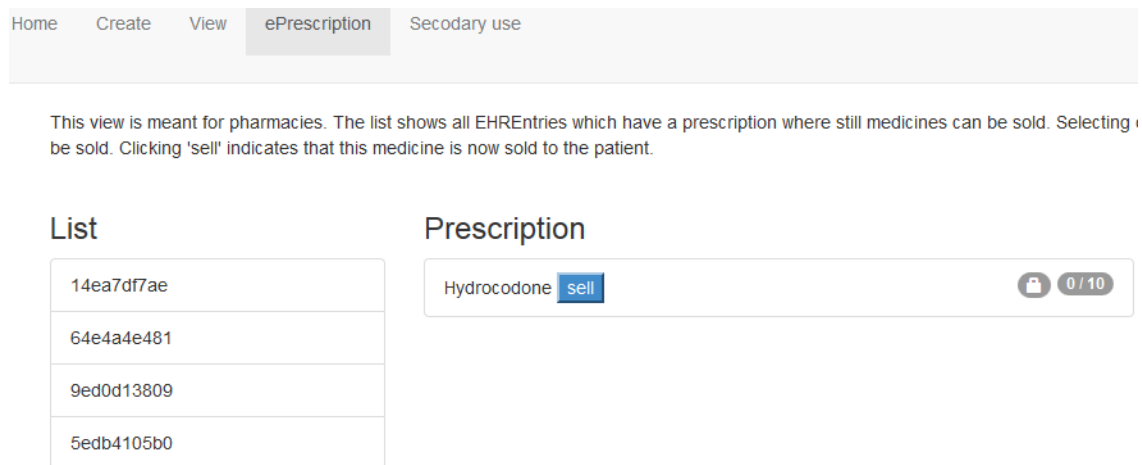 Home Create View ePrescription Secodary use
This view is meant for pharmacies. The list shows all EHREntries which have a prescription where still medicines can be sold. Selecting
be sold. Clicking 'sell' indicates that this medicine is now sold to the patient.
List
14ea7df7ae
64e4a4e481
9ed0d13809
5edb4105b0
Prescription
Hydrocodone sell 0 / 10